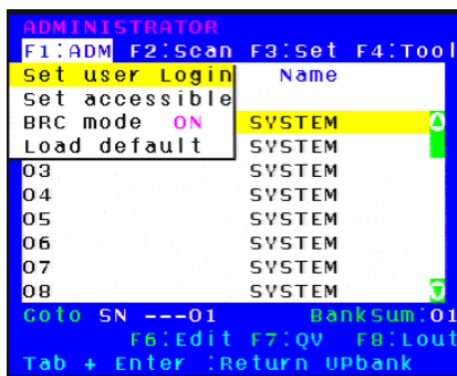 ADMINISTRATOR
F1:ADM F2:Scan F3:Set F4:Tool
Set user Login Name
Set accessible
BRC mode ON SYSTEM
Load default SYSTEM
03 SYSTEM
04 SYSTEM
05 SYSTEM
06 SYSTEM
07 SYSTEM
08 SYSTEM
Goto SN ---01 BankSum:01
F6:Edit F7:QV F8:Lout
Tab + Enter :Return UPbank